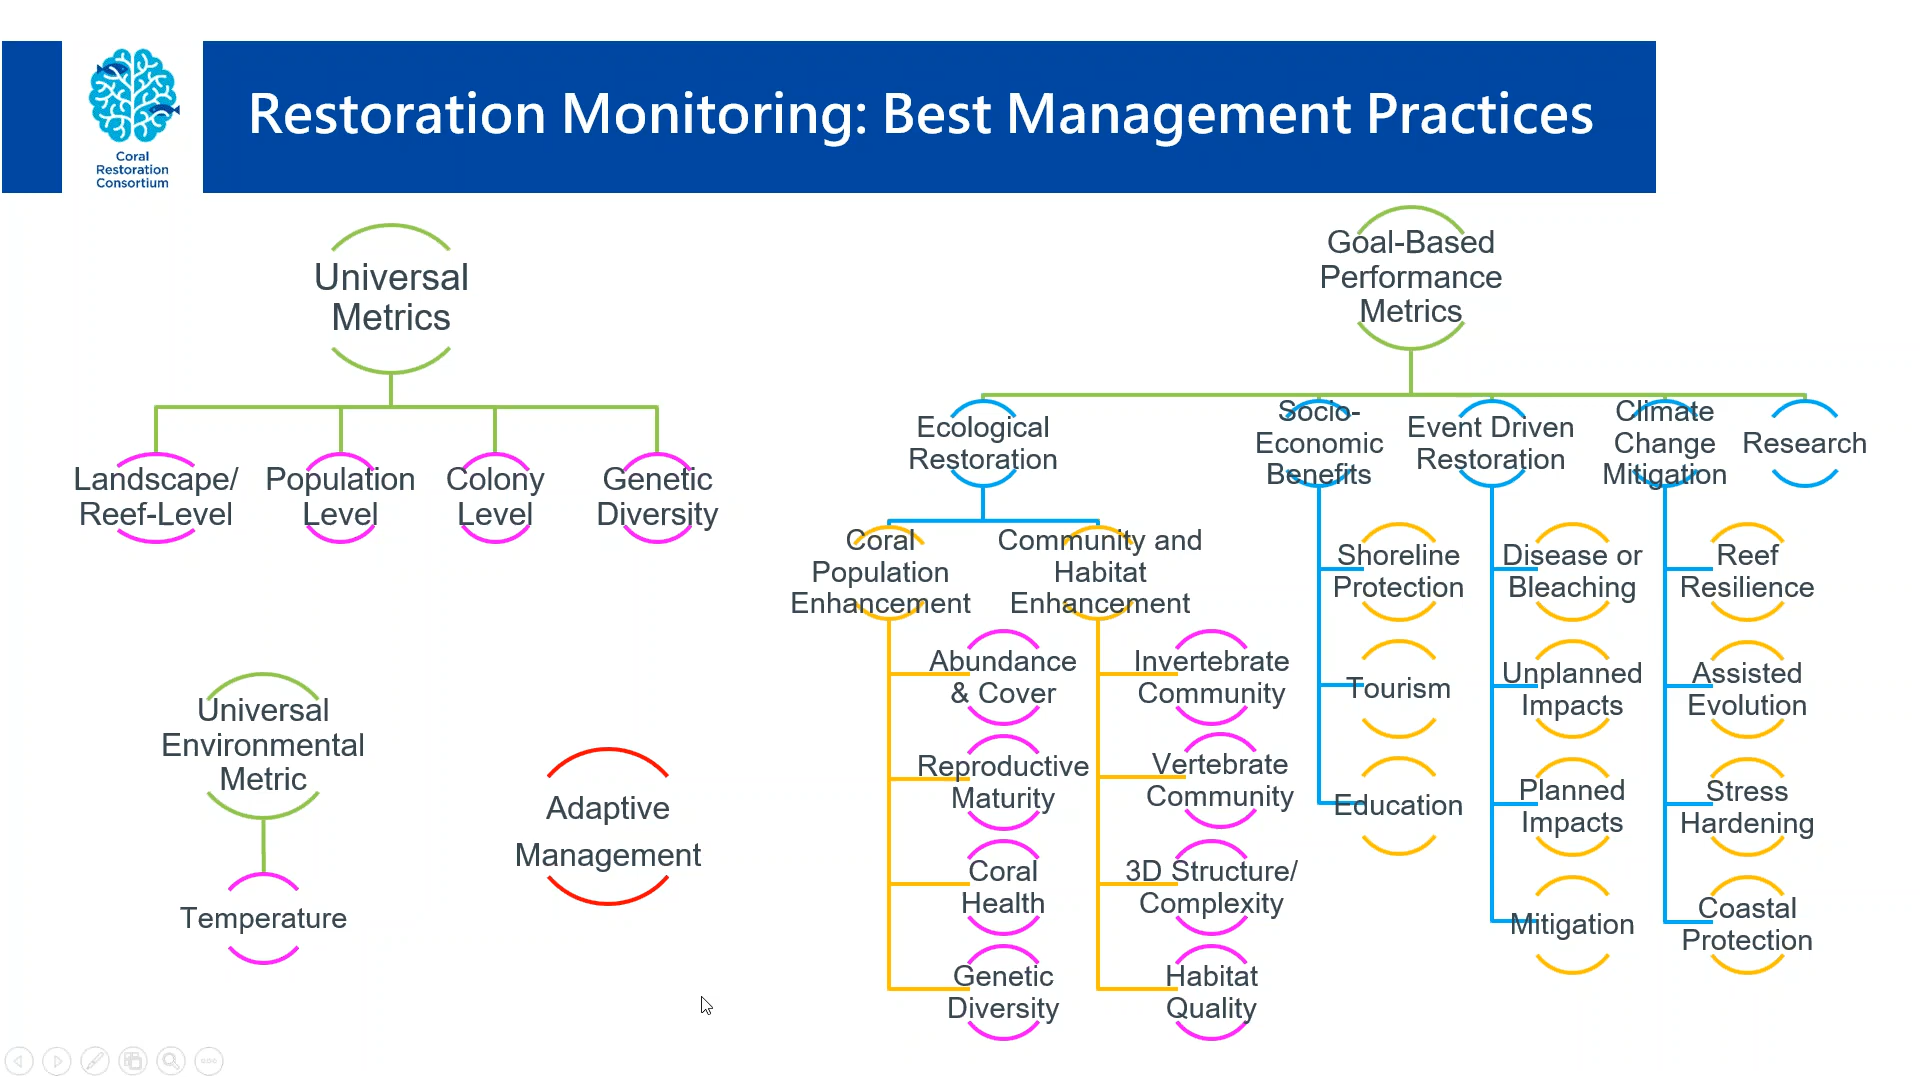 Coral
Restoration
Consortium
Restoration Monitoring: Best Management Practices
Universal
Metrics
Landscape/
Reef-Level
Population
Level
Colony
Level
Genetic
Diversity
Universal
Environmental
Metric
Temperature
Adaptive
Management
Goal-Based
Performance
Metrics
Ecological
Restoration
Coral
Population
Enhancement
Abundance
& Cover
Reproductive
Maturity
Coral
Health
Genetic
Diversity
Community and
Habitat
Enhancement
Invertebrate
Community
Vertebrate
Community
3D Structure/
Complexity
Habitat
Quality
Socio-
Economic
Benefits
Shoreline
Protection
Tourism
Education
Event Driven
Restoration
Disease or
Bleaching
Unplanned
Impacts
Planned
Impacts
Mitigation
Climate
Change
Mitigation
Reef
Resilience
Assisted
Evolution
Stress
Hardening
Coastal
Protection
Research